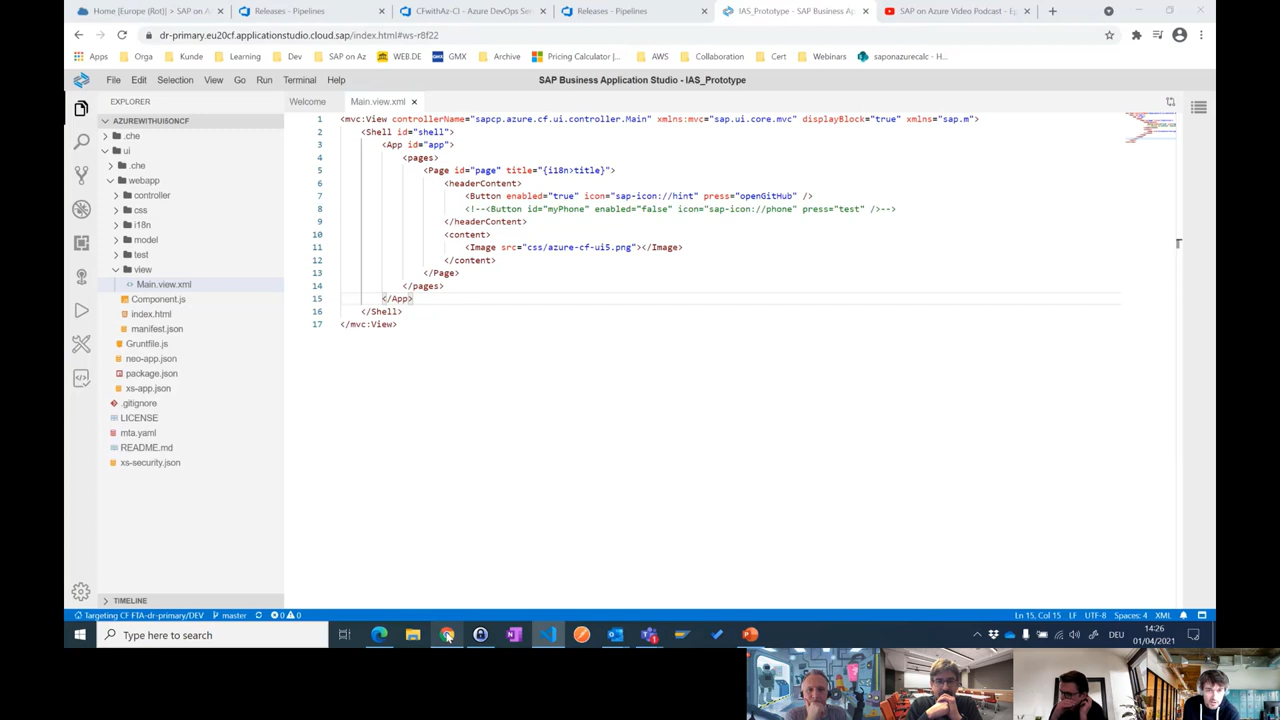 Home [Europe (Rot)] > SAP on A
Releases - Pipelines
CFwithAz-CI - Azure DevOps Ser
Releases - Pipelines
IAS_Prototype - SAP Business Ap
SAP on Azure Video Podcast - Ep
dr-primary.eu20cf.applicationstudio.cloud.sap/index.html#ws-r8f22
Apps
Orga
Kunde
Learning
Dev
SAP on Az
WEB.DE
GMX
Archive
Pricing Calculator |...
AWS
Collaboration
Cert
Webinars
saponazurecalc - H...
File Edit Selection View Go Run Terminal Help
SAP Business Application Studio - IAS_Prototype
EXPLORER
Welcome
Main.view.xml
AZUREWITHUI5ONCF
.che
ui
.che
webapp
controller
css
i18n
model
test
view
Main.view.xml
Component.js
index.html
manifest.json
Gruntfile.js
neo-app.json
package.json
xs-app.json
.gitignore
LICENSE
mta.yaml
README.md
xs-security.json
TIMELINE
1 <mvc:View controllerName="sapcp.azure.cf.ui.controller.Main" xmlns:mvc="sap.ui.core.mvc" displayBlock="true" xmlns="sap.m">
2 <Shell id="shell">
3 <App id="app">
4 <pages>
5 <Page id="page" title="{i18n>title}">
6 <headerContent>
7 <Button enabled="true" icon="sap-icon://hint" press="openGitHub" />
8 <!--<Button id="myPhone" enabled="false" icon="sap-icon://phone" press="test" />-->
9 </headerContent>
10 <content>
11 <Image src="css/azure-cf-ui5.png"></Image>
12 </content>
13 </Page>
14 </pages>
15 </App>
16 </Shell>
17 </mvc:View>
Targeting CF FTA-dr-primary/DEV
master
0
0
Ln 15, Col 15
LF
UTF-8
Spaces: 4
XML
Type here to search
DEU
14:26
01/04/2021